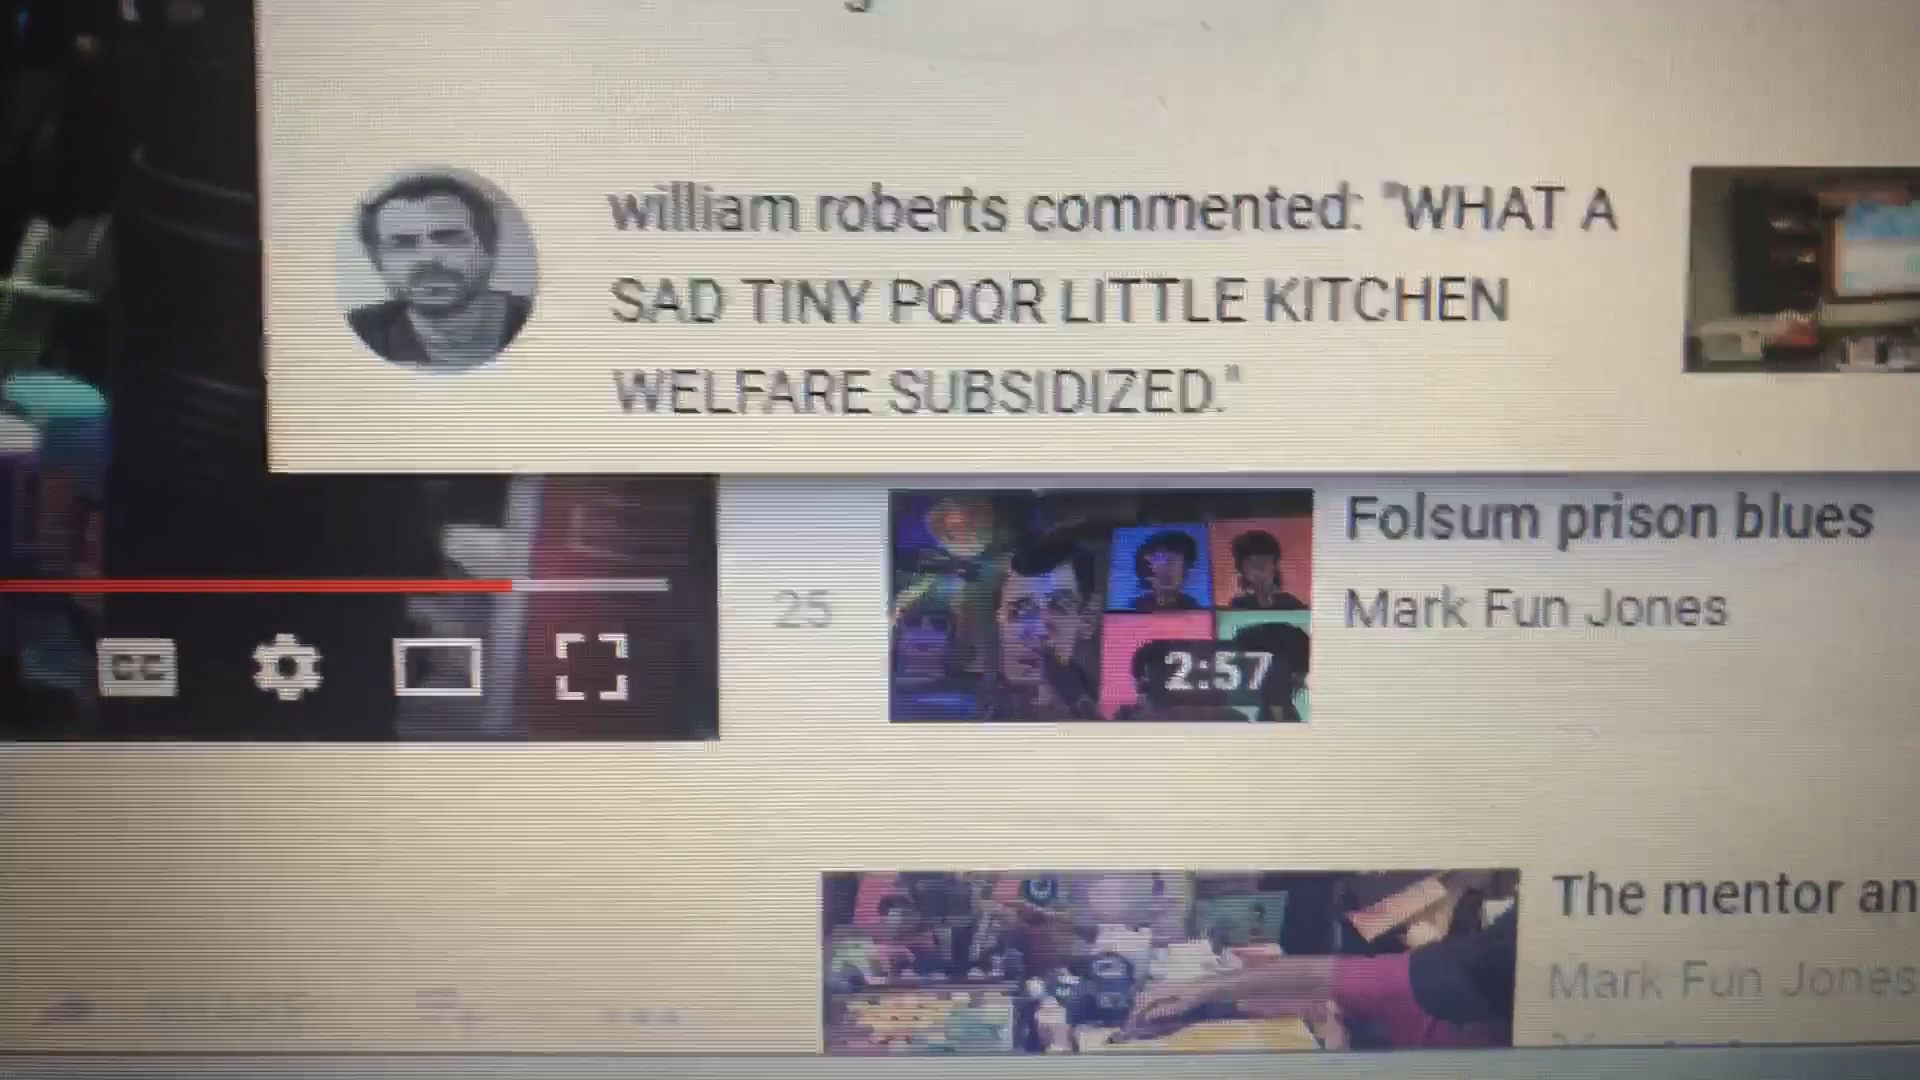 william roberts commented: "WHAT A
SAD TINY POOR LITTLE KITCHEN
WELFARE SUBSIDIZED."
Folsum prison blues
Mark Fun Jones
25
2:57
CC
The mentor an
Mark Fun Jones